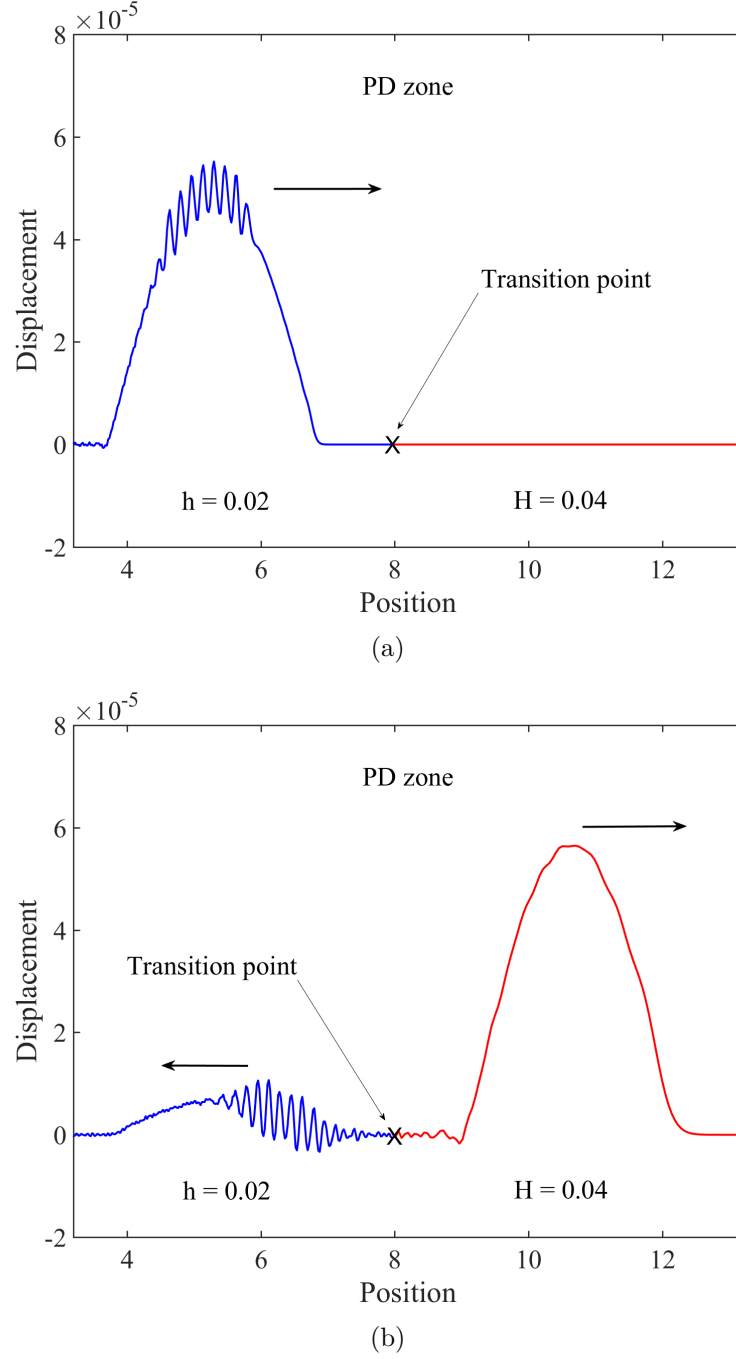 ×10⁻⁵
8
PD zone
6
4
Transition point
Displacement
2
0
h = 0.02
H = 0.04
-2
4
6
8
10
12
Position
(a)
×10⁻⁵
8
PD zone
6
4
Transition point
Displacement
2
0
h = 0.02
H = 0.04
-2
4
6
8
10
12
Position
(b)